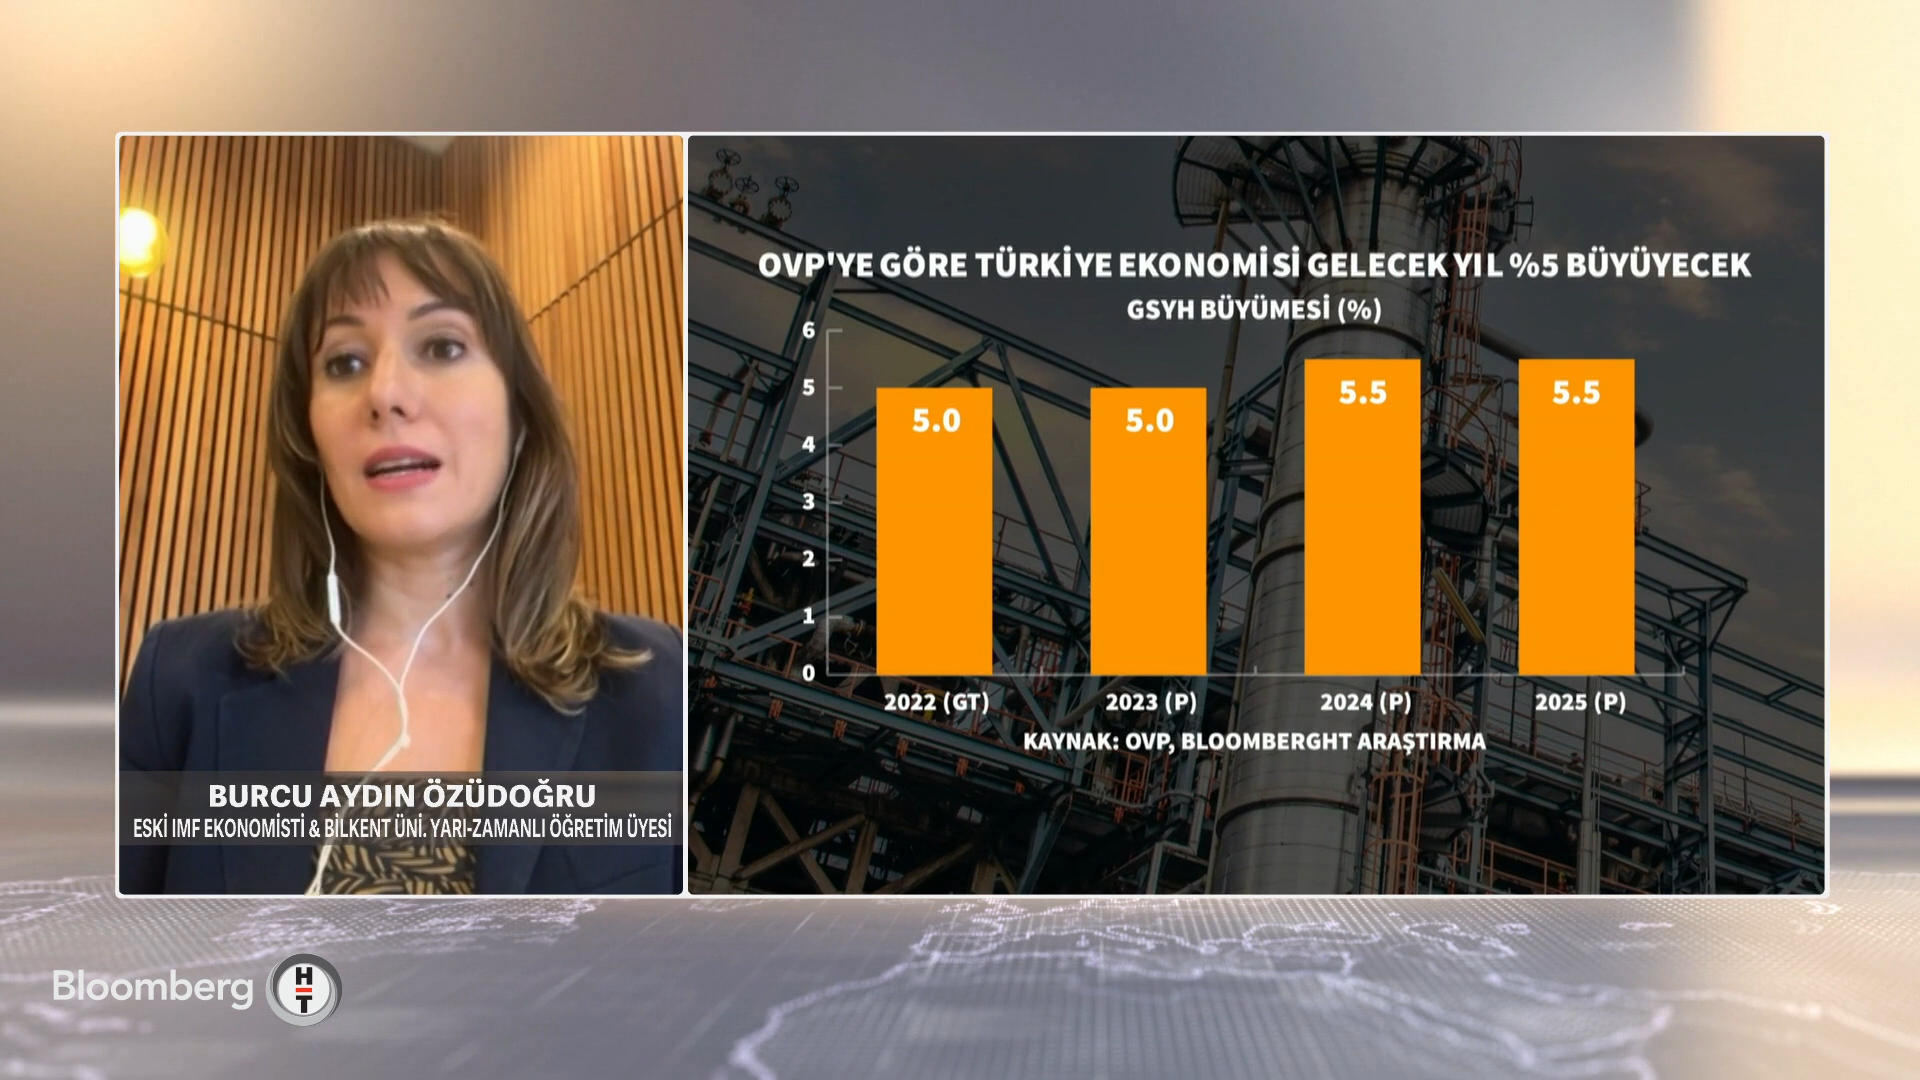 OVP'YE GÖRE TÜRKİYE EKONOMİSİ GELECEK YIL %5 BÜYÜYECEK
GSYH BÜYÜMESİ (%)
6
5
4
3
2
1
0
5.0
5.0
5.5
5.5
2022 (GT)
2023 (P)
2024 (P)
2025 (P)
KAYNAK: OVP, BLOOMBERGHT ARAŞTIRMA
BURCU AYDIN ÖZÜDOĞRU
ESKİ IMF EKONOMİSTİ & BİLKENT ÜNİ. YARI-ZAMANLI ÖĞRETİM ÜYESİ
Bloomberg HT